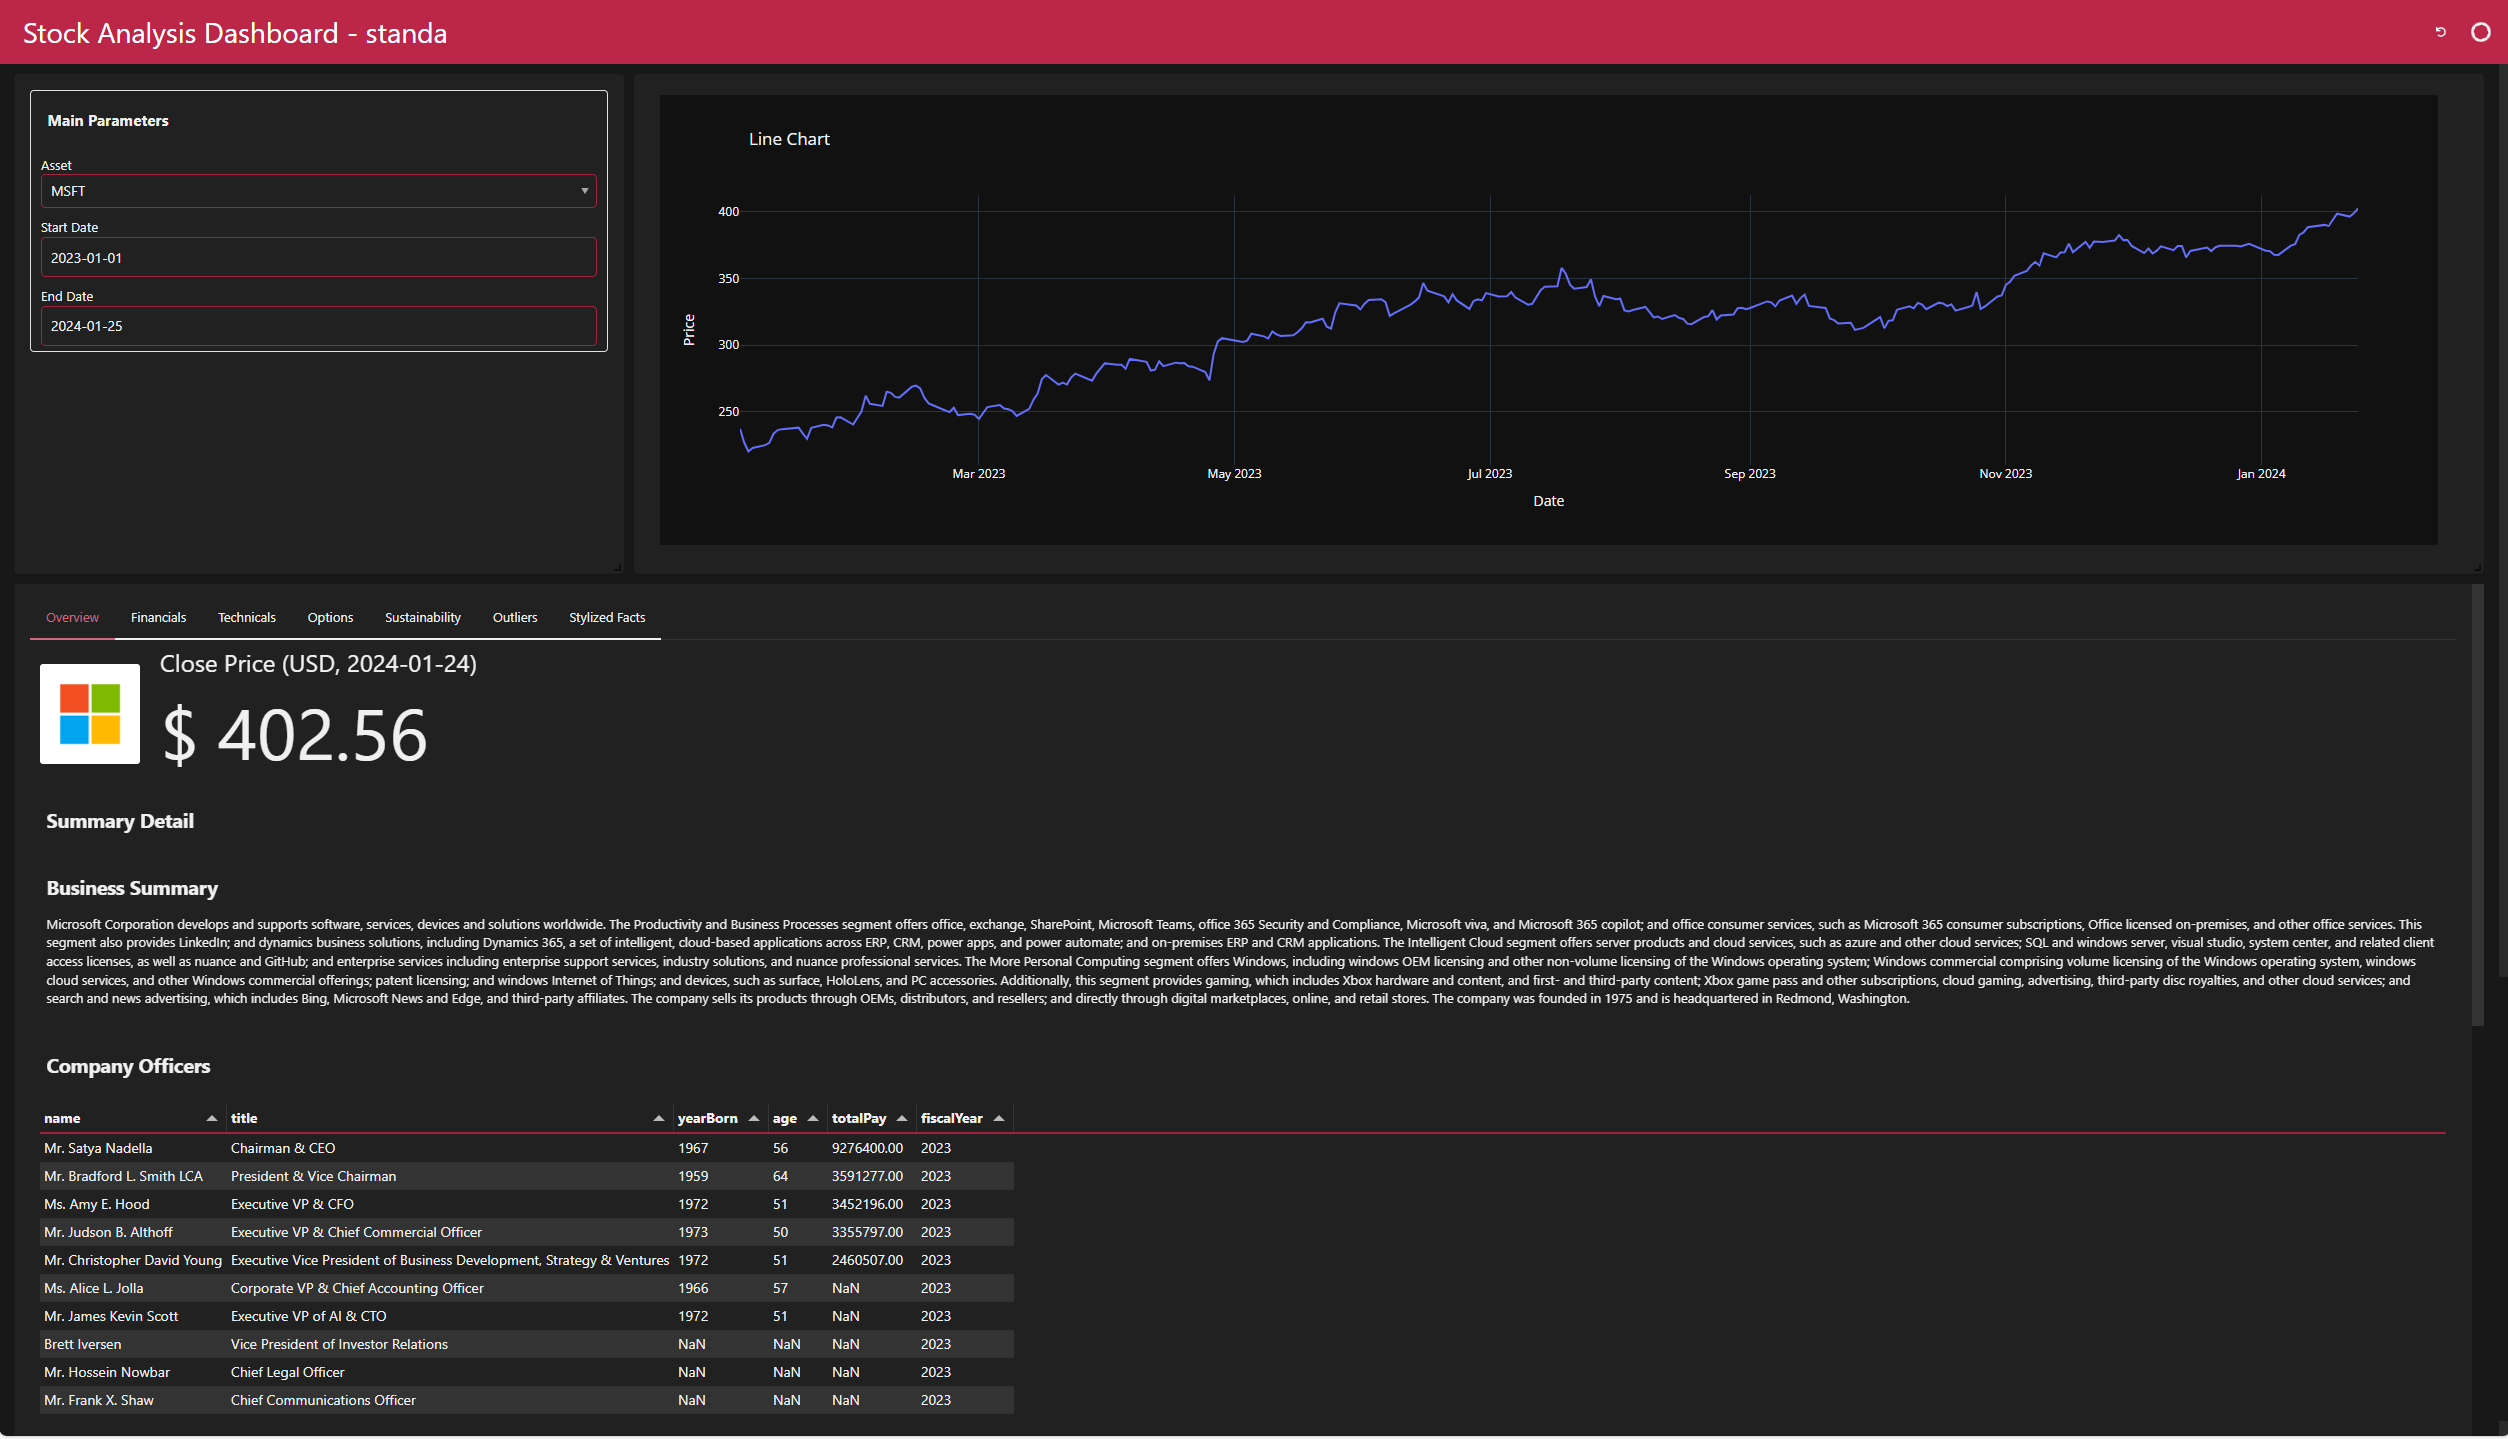 Stock Analysis Dashboard - standa
Main Parameters
Asset
MSFT
Start Date
2023-01-01
End Date
2024-01-25
Line Chart
400
350
300
250
Price
Mar 2023 May 2023 Jul 2023 Sep 2023 Nov 2023 Jan 2024
Date
Overview Financials Technicals Options Sustainability Outliers Stylized Facts
Close Price (USD, 2024-01-24)
$ 402.56
Summary Detail
Business Summary
Microsoft Corporation develops and supports software, services, devices and solutions worldwide. The Productivity and Business Processes segment offers office, exchange, SharePoint, Microsoft Teams, office 365 Security and Compliance, Microsoft viva, and Microsoft 365 copilot; and office consumer services, such as Microsoft 365 consumer subscriptions, Office licensed on-premises, and other office services. This
segment also provides LinkedIn; and dynamics business solutions, including Dynamics 365, a set of intelligent, cloud-based applications across ERP, CRM, power apps, and power automate; and on-premises ERP and CRM applications. The Intelligent Cloud segment offers server products and cloud services, such as azure and other cloud services; SQL and windows server, visual studio, system center, and related client
access licenses, as well as nuance and GitHub; and enterprise services including enterprise support services, industry solutions, and nuance professional services. The More Personal Computing segment offers Windows, including windows OEM licensing and other non-volume licensing of the Windows operating system; Windows commercial comprising volume licensing of the Windows operating system, windows
cloud services, and other Windows commercial offerings; patent licensing; and windows Internet of Things; and devices, such as surface, HoloLens, and PC accessories. Additionally, this segment provides gaming, which includes Xbox hardware and content, and first- and third-party content; Xbox game pass and other subscriptions, cloud gaming, advertising, third-party disc royalties, and other cloud services; and
search and news advertising, which includes Bing, Microsoft News and Edge, and third-party affiliates. The company sells its products through OEMs, distributors, and resellers; and directly through digital marketplaces, online, and retail stores. The company was founded in 1975 and is headquartered in Redmond, Washington.
Company Officers
name title yearBorn age totalPay fiscalYear
Mr. Satya Nadella Chairman & CEO 1967 56 9276400.00 2023
Mr. Bradford L. Smith LCA President & Vice Chairman 1959 64 3591277.00 2023
Ms. Amy E. Hood Executive VP & CFO 1972 51 3452196.00 2023
Mr. Judson B. Althoff Executive VP & Chief Commercial Officer 1973 50 3355797.00 2023
Mr. Christopher David Young Executive Vice President of Business Development, Strategy & Ventures 1972 51 2460507.00 2023
Ms. Alice L. Jolla Corporate VP & Chief Accounting Officer 1966 57 NaN 2023
Mr. James Kevin Scott Executive VP of AI & CTO 1972 51 NaN 2023
Brett Iversen Vice President of Investor Relations NaN NaN NaN 2023
Mr. Hossein Nowbar Chief Legal Officer NaN NaN NaN 2023
Mr. Frank X. Shaw Chief Communications Officer NaN NaN NaN 2023